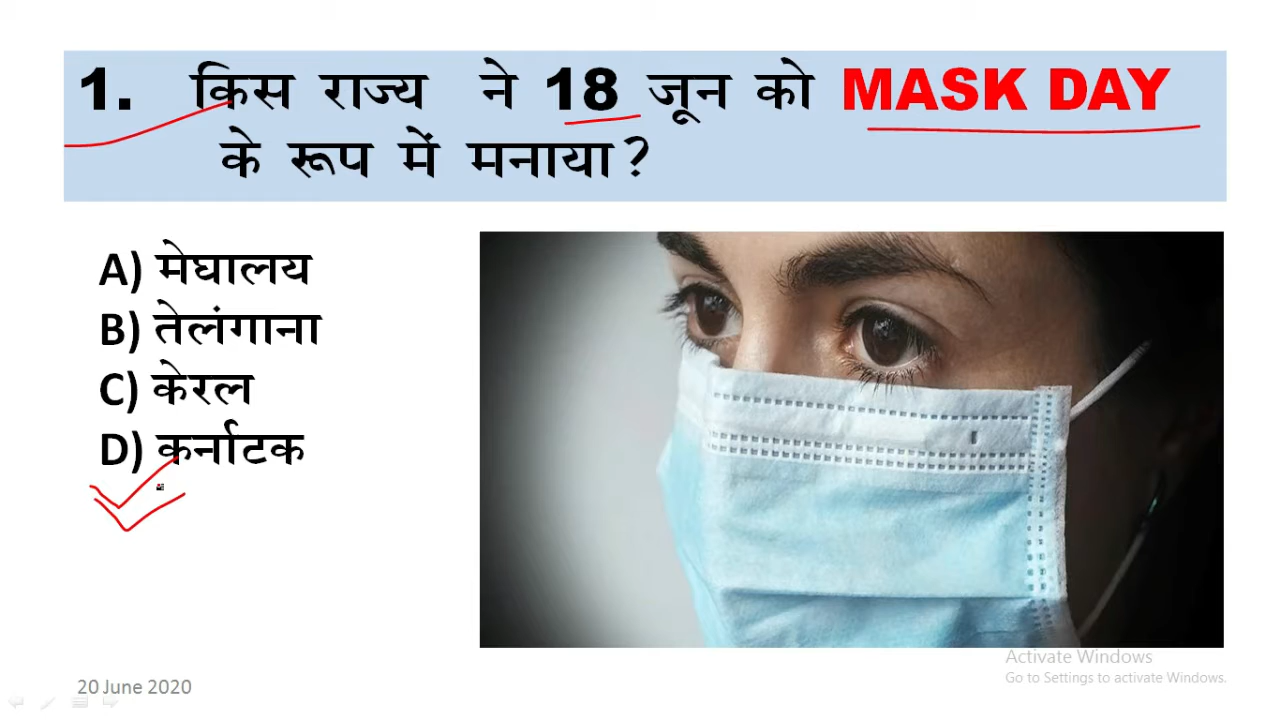 1. किस राज्य ने 18 जून को MASK DAY
के रूप में मनाया?
A) मेघालय
B) तेलंगाना
C) केरल
D) कर्नाटक
Activate Windows
Go to Settings to activate Windows.
20 June 2020